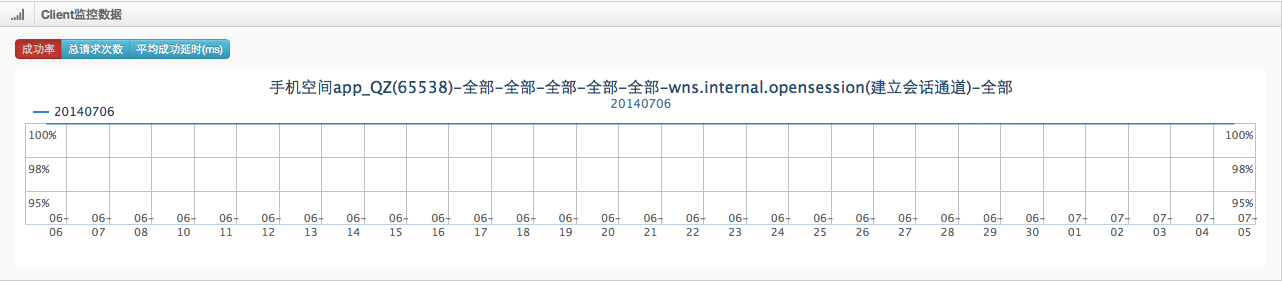 Client监控数据
成功率 总请求次数 平均成功延时(ms)
手机空间app_QZ(65538)-全部-全部-全部-全部-全部-wns.internal.opensession(建立会话通道)-全部
20140706
20140706
100% 100%
98% 98%
95% 95%
06- 06- 06- 06- 06- 06- 06- 06- 06- 06- 06- 06- 06- 06- 06- 06- 06- 06- 06- 06- 06- 06- 06- 06- 07- 07- 07- 07- 07-
06 07 08 10 11 12 13 14 15 16 17 18 19 20 21 22 23 24 25 26 27 28 29 30 01 02 03 04 05